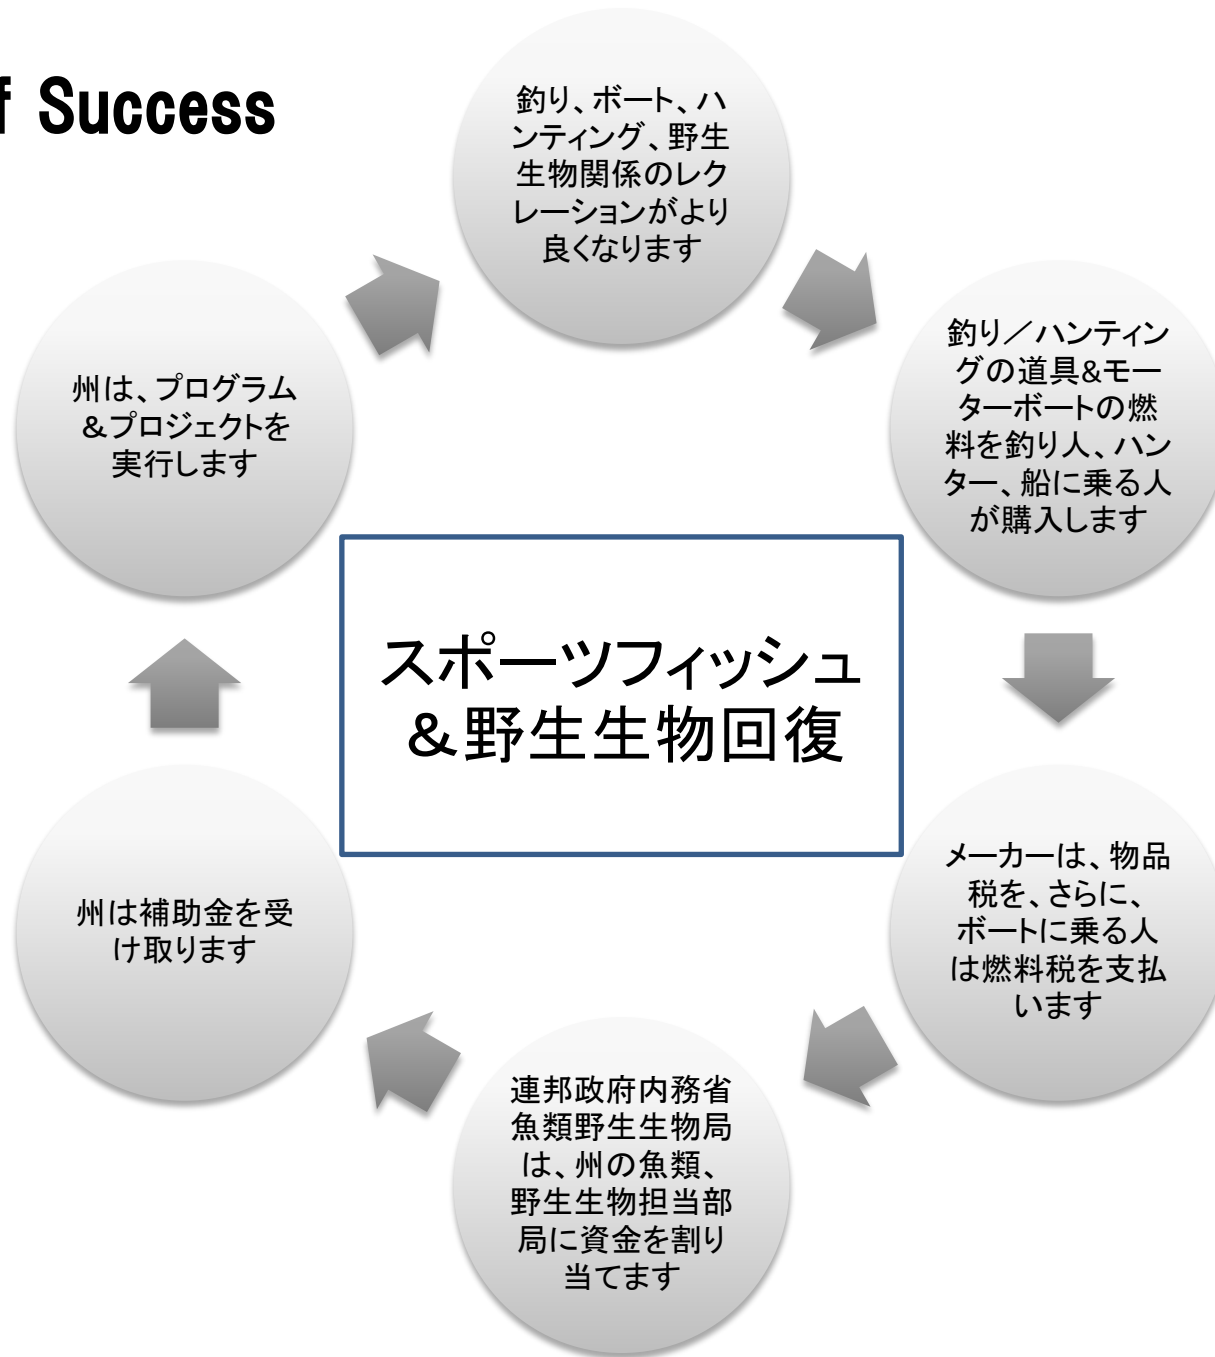 f Success
釣り、ボート、ハ
ンティング、野生
生物関係のレク
レーションがより
良くなります
釣り／ハンティン
グの道具&モー
ターボートの燃
料を釣り人、ハン
ター、船に乗る人
が購入します
メーカーは、物品
税を、さらに、
ボートに乗る人
は燃料税を支払
います
連邦政府内務省
魚類野生生物局
は、州の魚類、
野生生物担当部
局に資金を割り
当てます
州は補助金を受
け取ります
州は、プログラム
&プロジェクトを
実行します
スポーツフィッシュ
&野生生物回復